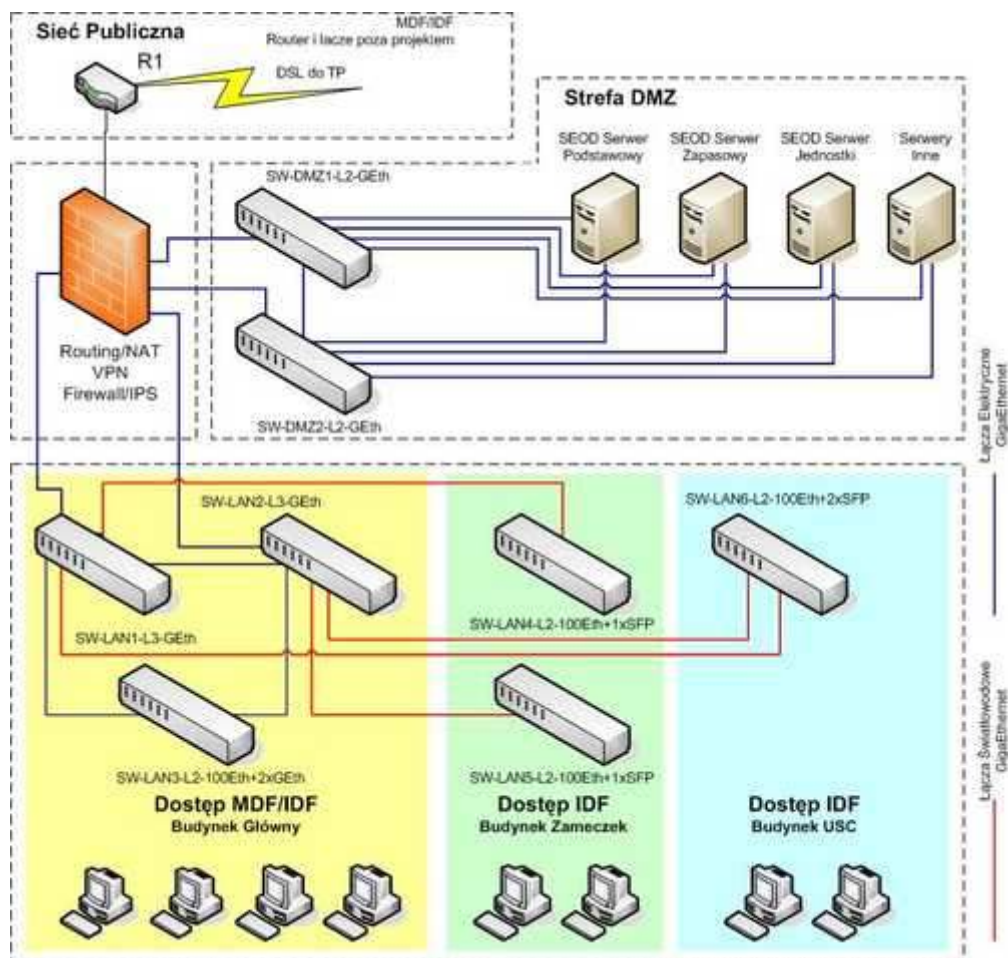 Sieć Publiczna
MDF/IDF
Router i lacze poza projektem
R1
DSL do TP
Strefa DMZ
SEOD Serwer
Podstawowy
SEOD Serwer
Zapasowy
SEOD Serwer
Jednostki
Serwery
Inne
SW-DMZ1-L2-GEth
Routing/NAT
VPN
Firewall/IPS
SW-DMZ2-L2-GEth
Łącza Elektryczne
GigaEthernet
SW-LAN2-L3-GEth
SW-LAN6-L2-100Eth+2xSFP
SW-LAN1-L3-GEth
SW-LAN4-L2-100Eth+1xSFP
Łącza Światłowodowe
GigaEthernet
SW-LAN3-L2-100Eth+2xGEth
SW-LAN5-L2-100Eth+1xSFP
Dostęp MDF/IDF
Budynek Główny
Dostęp IDF
Budynek Zameczek
Dostęp IDF
Budynek USC